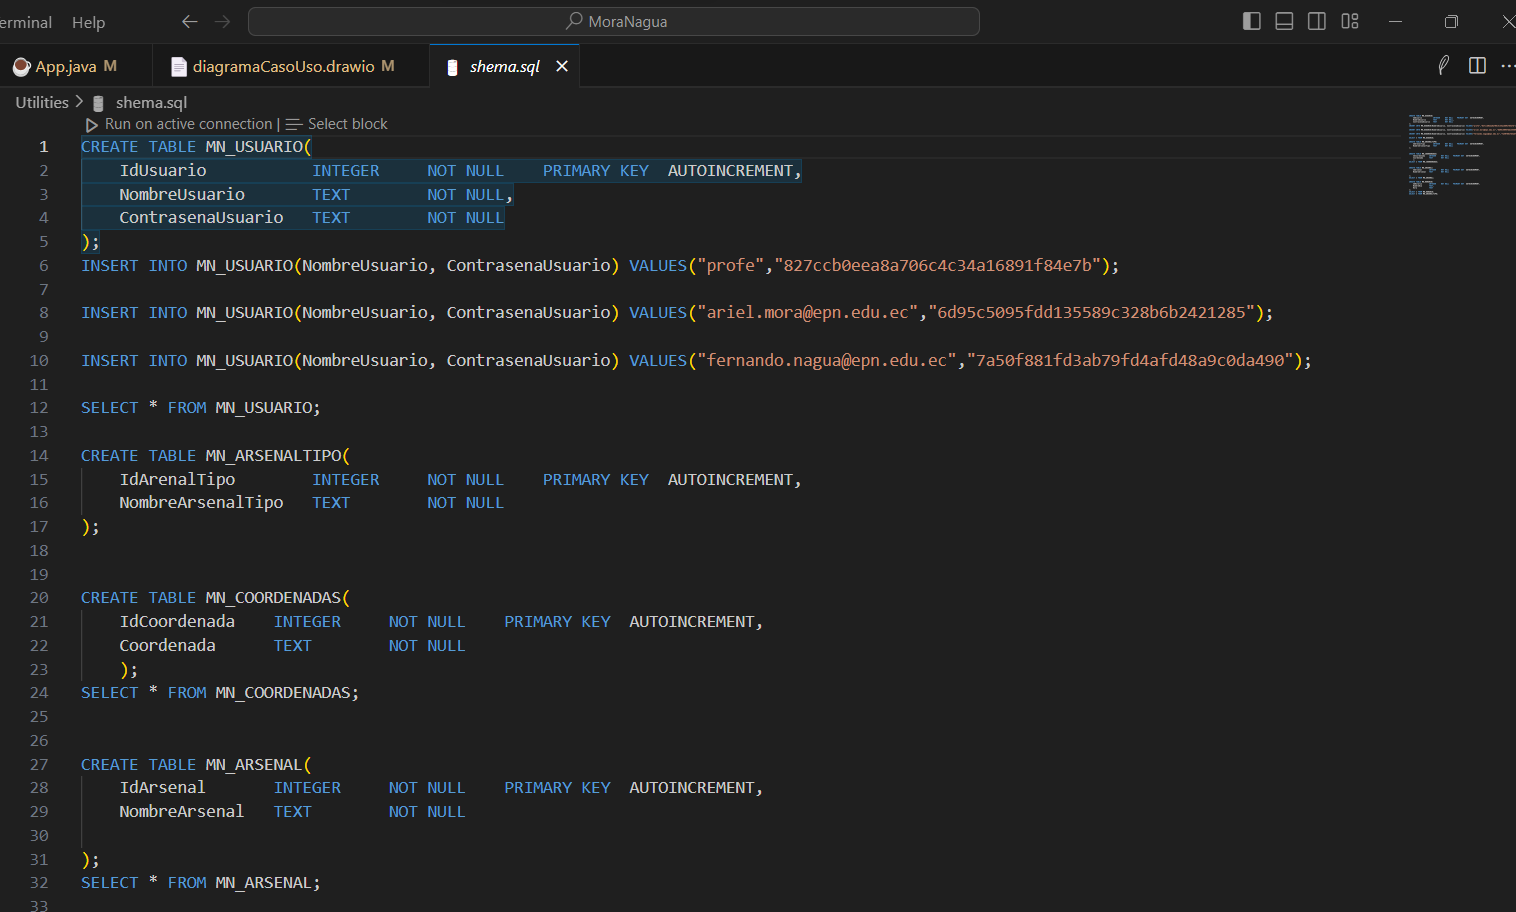 erminal Help MoraNagua
App.java M diagramaCasoUso.drawio M shema.sql
Utilities > shema.sql
Run on active connection | Select block
1 CREATE TABLE MN_USUARIO(
2 IdUsuario INTEGER NOT NULL PRIMARY KEY AUTOINCREMENT,
3 NombreUsuario TEXT NOT NULL,
4 ContrasenaUsuario TEXT NOT NULL
5 );
6 INSERT INTO MN_USUARIO(NombreUsuario, ContrasenaUsuario) VALUES("profe","827ccb0eea8a706c4c34a16891f84e7b");
7
8 INSERT INTO MN_USUARIO(NombreUsuario, ContrasenaUsuario) VALUES("ariel.mora@epn.edu.ec","6d95c5095fdd135589c328b6b2421285");
9
10 INSERT INTO MN_USUARIO(NombreUsuario, ContrasenaUsuario) VALUES("fernando.nagua@epn.edu.ec","7a50f881fd3ab79fd4afd48a9c0da490");
11
12 SELECT * FROM MN_USUARIO;
13
14 CREATE TABLE MN_ARSENALTIPO(
15 IdArenalTipo INTEGER NOT NULL PRIMARY KEY AUTOINCREMENT,
16 NombreArsenalTipo TEXT NOT NULL
17 );
18
19
20 CREATE TABLE MN_COORDENADAS(
21 IdCoordenada INTEGER NOT NULL PRIMARY KEY AUTOINCREMENT,
22 Coordenada TEXT NOT NULL
23 );
24 SELECT * FROM MN_COORDENADAS;
25
26
27 CREATE TABLE MN_ARSENAL(
28 IdArsenal INTEGER NOT NULL PRIMARY KEY AUTOINCREMENT,
29 NombreArsenal TEXT NOT NULL
30
31 );
32 SELECT * FROM MN_ARSENAL;
33